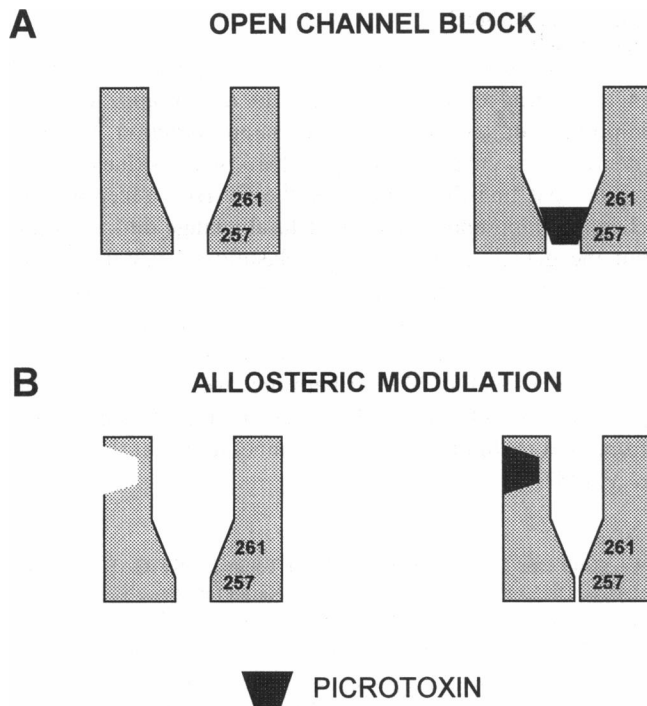 A OPEN CHANNEL BLOCK
261 261
257 257
B ALLOSTERIC MODULATION
261 261
257 257
PICROTOXIN